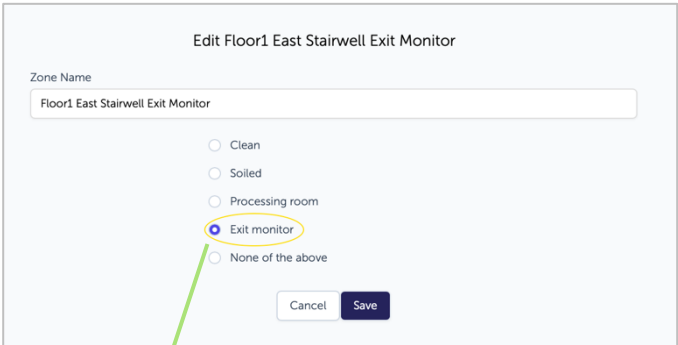 Edit Floor1 East Stairwell Exit Monitor
Zone Name
Floor1 East Stairwell Exit Monitor
Clean
Soiled
Processing room
Exit monitor
None of the above
Cancel Save